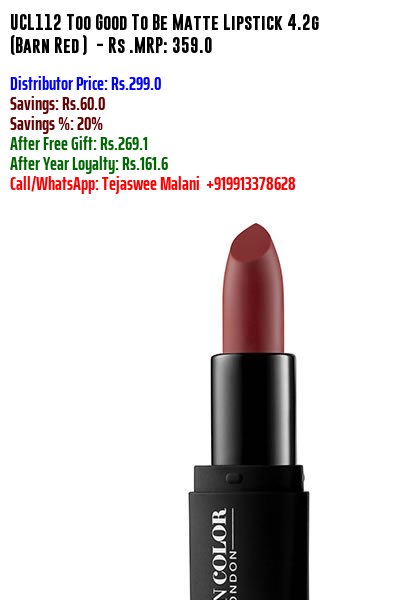 UCL112 Too Good To Be Matte Lipstick 4.2g
(Barn Red ) - Rs .MRP: 359.0
Distributor Price: Rs.299.0
Savings: Rs.60.0
Savings %: 20%
After Free Gift: Rs.269.1
After Year Loyalty: Rs.161.6
Call/WhatsApp: Tejaswee Malani +919913378628
N COLOR
ONDON